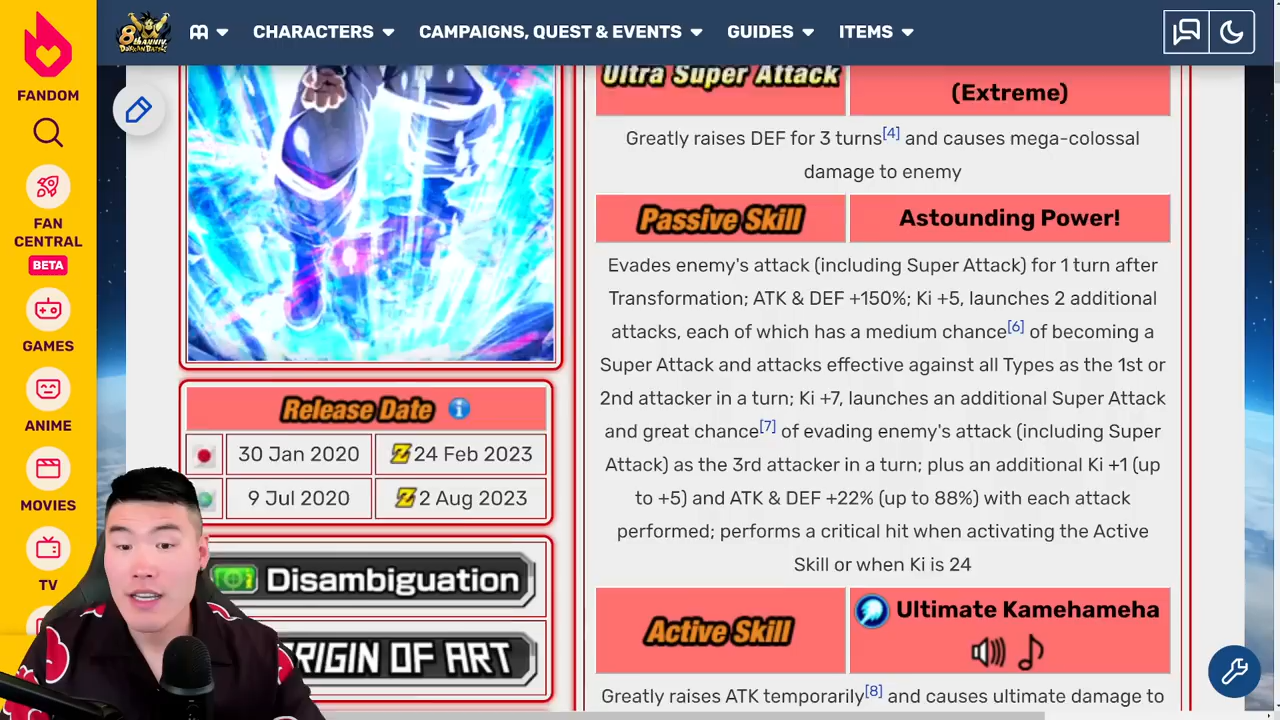 8
th ANNIV.
DOKKAN BATTLE
CHARACTERS
CAMPAIGNS, QUEST & EVENTS
GUIDES
ITEMS
FANDOM
FAN
CENTRAL
BETA
GAMES
ANIME
MOVIES
TV
Ultra Super Attack
(Extreme)
Greatly raises DEF for 3 turns[4] and causes mega-colossal
damage to enemy
Passive Skill
Astounding Power!
Evades enemy's attack (including Super Attack) for 1 turn after
Transformation; ATK & DEF +150%; Ki +5, launches 2 additional
attacks, each of which has a medium chance[6] of becoming a
Super Attack and attacks effective against all Types as the 1st or
2nd attacker in a turn; Ki +7, launches an additional Super Attack
and great chance[7] of evading enemy's attack (including Super
Attack) as the 3rd attacker in a turn; plus an additional Ki +1 (up
to +5) and ATK & DEF +22% (up to 88%) with each attack
performed; performs a critical hit when activating the Active
Skill or when Ki is 24
Active Skill
Ultimate Kamehameha
Greatly raises ATK temporarily[8] and causes ultimate damage to
Release Date
30 Jan 2020
Z 24 Feb 2023
9 Jul 2020
Z 2 Aug 2023
Disambiguation
ORIGIN OF ART